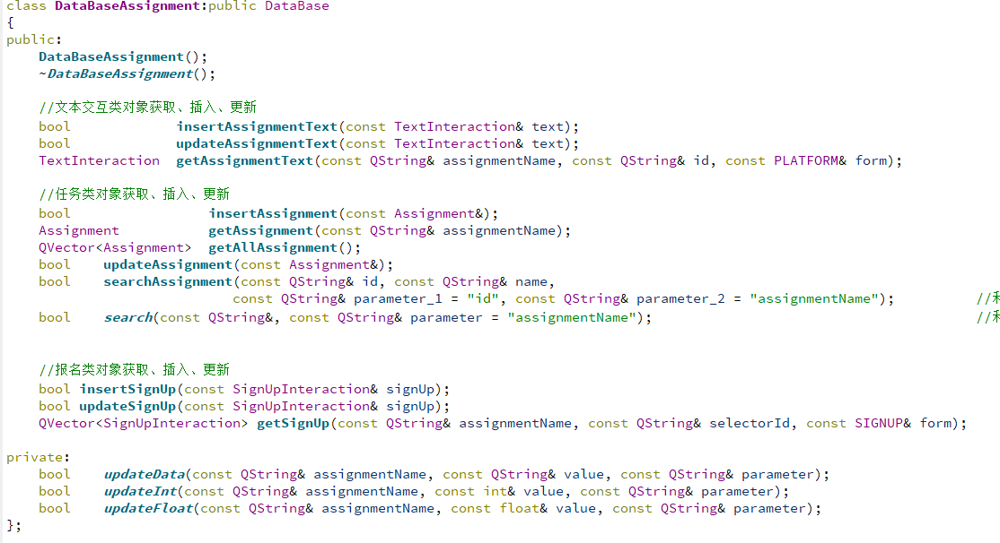 class DataBaseAssignment:public DataBase
{
public:
    DataBaseAssignment();
    ~DataBaseAssignment();
    //文本交互类对象获取、插入、更新
    bool             insertAssignmentText(const TextInteraction& text);
    bool             updateAssignmentText(const TextInteraction& text);
    TextInteraction  getAssignmentText(const QString& assignmentName, const QString& id, const PLATFORM& form);
    //任务类对象获取、插入、更新
    bool                 insertAssignment(const Assignment&);
    Assignment           getAssignment(const QString& assignmentName);
    QVector<Assignment>  getAllAssignment();
    bool    updateAssignment(const Assignment&);
    bool    searchAssignment(const QString& id, const QString& name,
                        const QString& parameter_1 = "id", const QString& parameter_2 = "assignmentName");          //
    bool    search(const QString&, const QString& parameter = "assignmentName");                                        //
    //报名类对象获取、插入、更新
    bool insertSignUp(const SignUpInteraction& signUp);
    bool updateSignUp(const SignUpInteraction& signUp);
    QVector<SignUpInteraction> getSignUp(const QString& assignmentName, const QString& selectorId, const SIGNUP& form);
private:
    bool    updateData(const QString& assignmentName, const QString& value, const QString& parameter);
    bool    updateInt(const QString& assignmentName, const int& value, const QString& parameter);
    bool    updateFloat(const QString& assignmentName, const float& value, const QString& parameter);
};